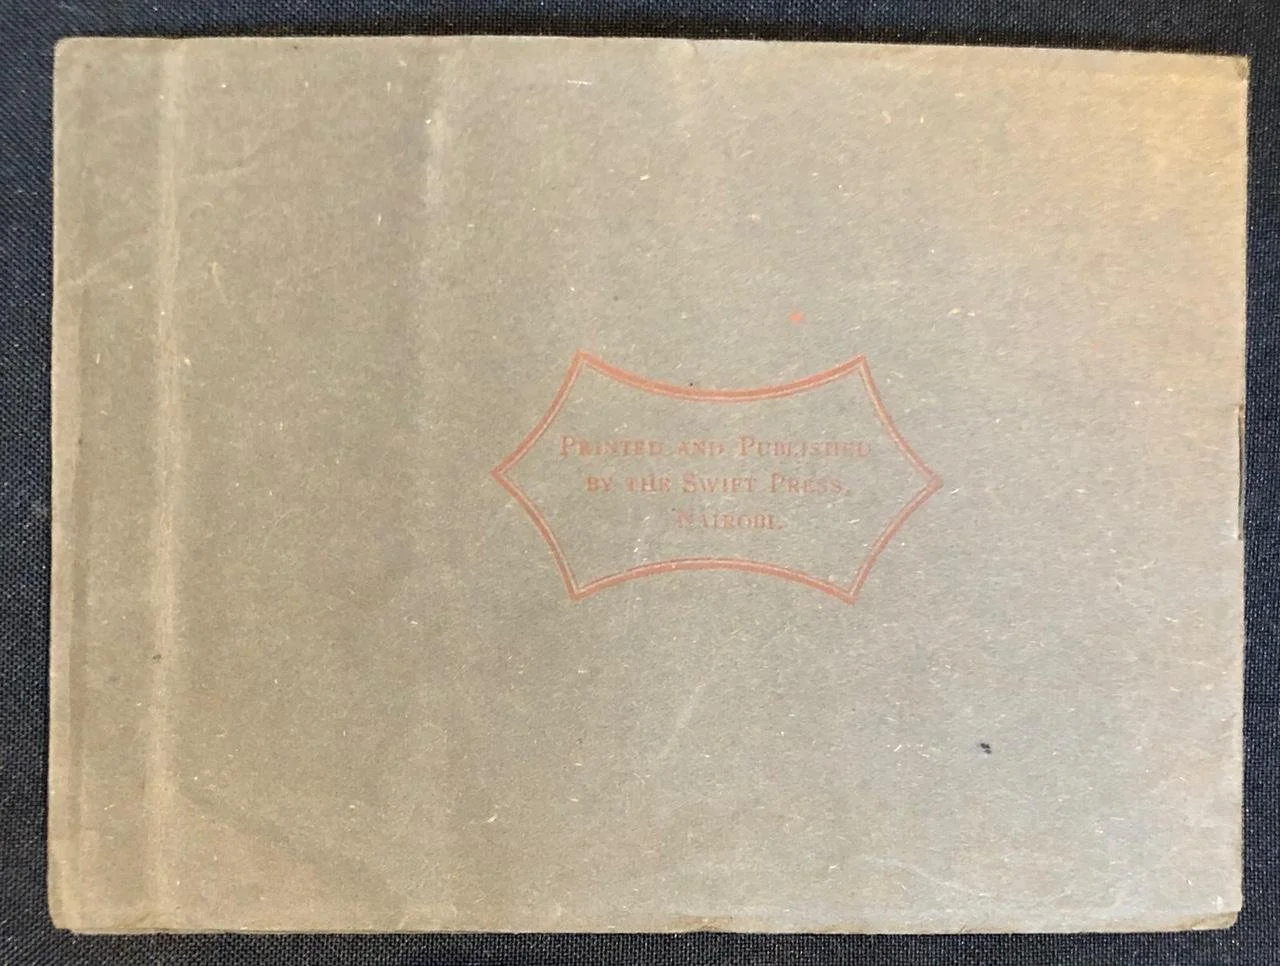 Printed and Published
by the Swift Press,
Nairobi.